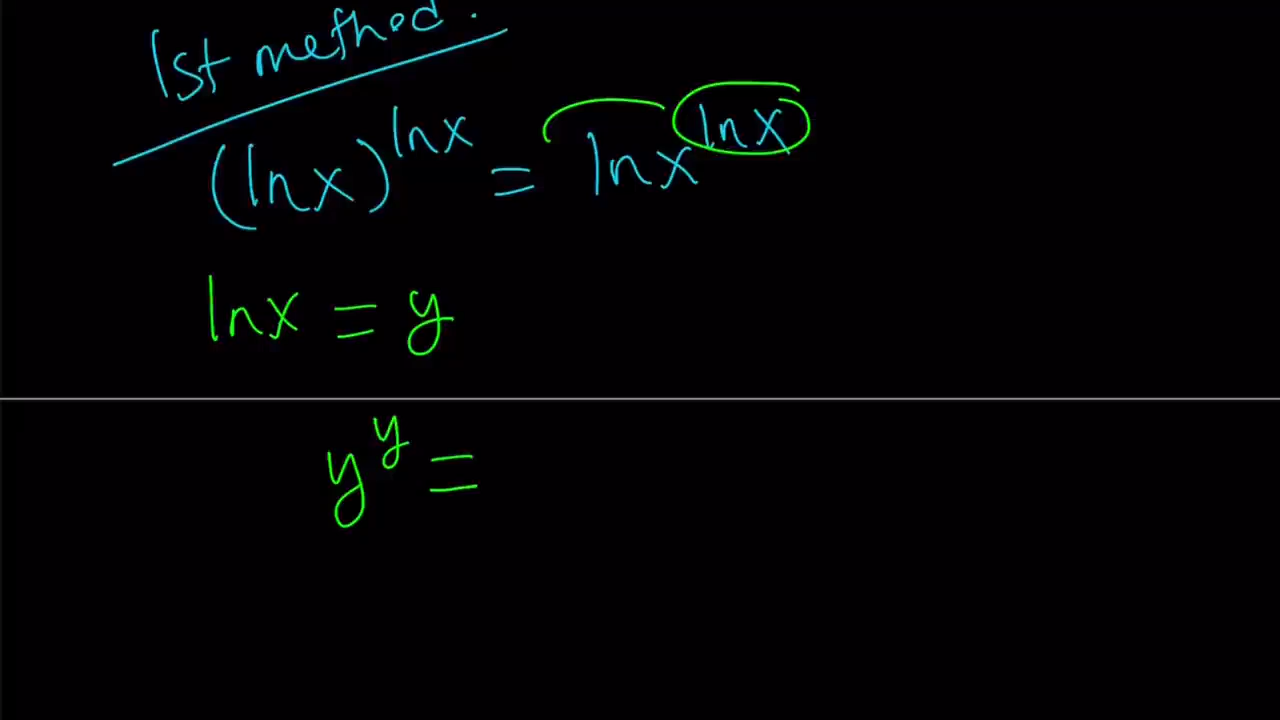 1st method.
(lnx)^lnx = lnx^lnx
lnx = y
y^y =